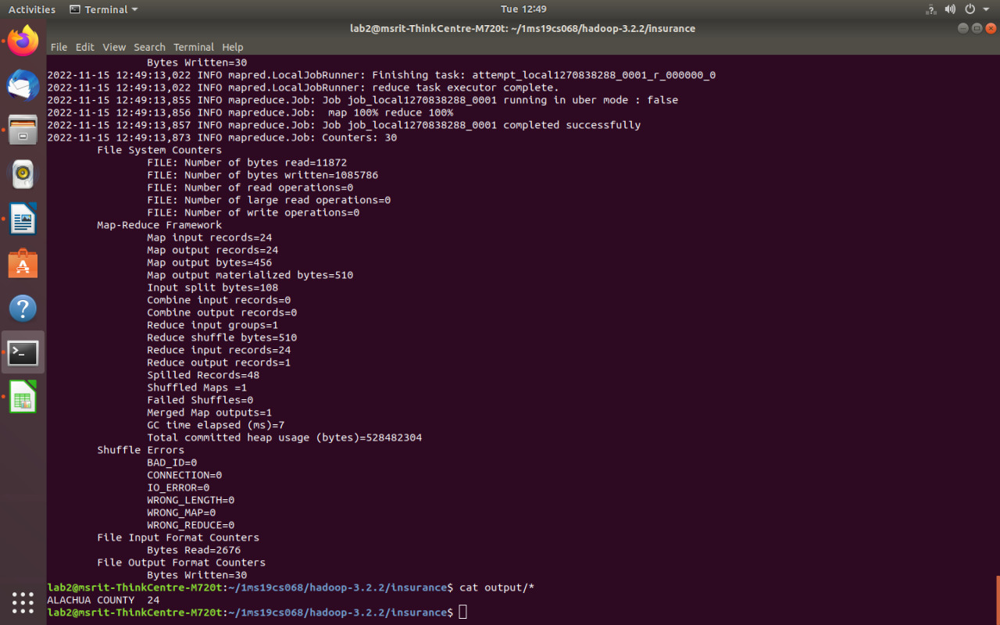 Activities Terminal Tue 12:49
lab2@msrit-ThinkCentre-M720t: ~/1ms19cs068/hadoop-3.2.2/insurance
File Edit View Search Terminal Help
Bytes Written=30
2022-11-15 12:49:13,022 INFO mapred.LocalJobRunner: Finishing task: attempt_local1270838288_0001_r_000000_0
2022-11-15 12:49:13,022 INFO mapred.LocalJobRunner: reduce task executor complete.
2022-11-15 12:49:13,855 INFO mapreduce.Job: Job job_local1270838288_0001 running in uber mode : false
2022-11-15 12:49:13,856 INFO mapreduce.Job:  map 100% reduce 100%
2022-11-15 12:49:13,857 INFO mapreduce.Job: Job job_local1270838288_0001 completed successfully
2022-11-15 12:49:13,873 INFO mapreduce.Job: Counters: 30
File System Counters
FILE: Number of bytes read=11872
FILE: Number of bytes written=1085786
FILE: Number of read operations=0
FILE: Number of large read operations=0
FILE: Number of write operations=0
Map-Reduce Framework
Map input records=24
Map output records=24
Map output bytes=456
Map output materialized bytes=510
Input split bytes=108
Combine input records=0
Combine output records=0
Reduce input groups=1
Reduce shuffle bytes=510
Reduce input records=24
Reduce output records=1
Spilled Records=48
Shuffled Maps =1
Failed Shuffles=0
Merged Map outputs=1
GC time elapsed (ms)=7
Total committed heap usage (bytes)=528482304
Shuffle Errors
BAD_ID=0
CONNECTION=0
IO_ERROR=0
WRONG_LENGTH=0
WRONG_MAP=0
WRONG_REDUCE=0
File Input Format Counters
Bytes Read=2676
File Output Format Counters
Bytes Written=30
lab2@msrit-ThinkCentre-M720t:~/1ms19cs068/hadoop-3.2.2/insurance$ cat output/*
ALACHUA COUNTY  24
lab2@msrit-ThinkCentre-M720t:~/1ms19cs068/hadoop-3.2.2/insurance$